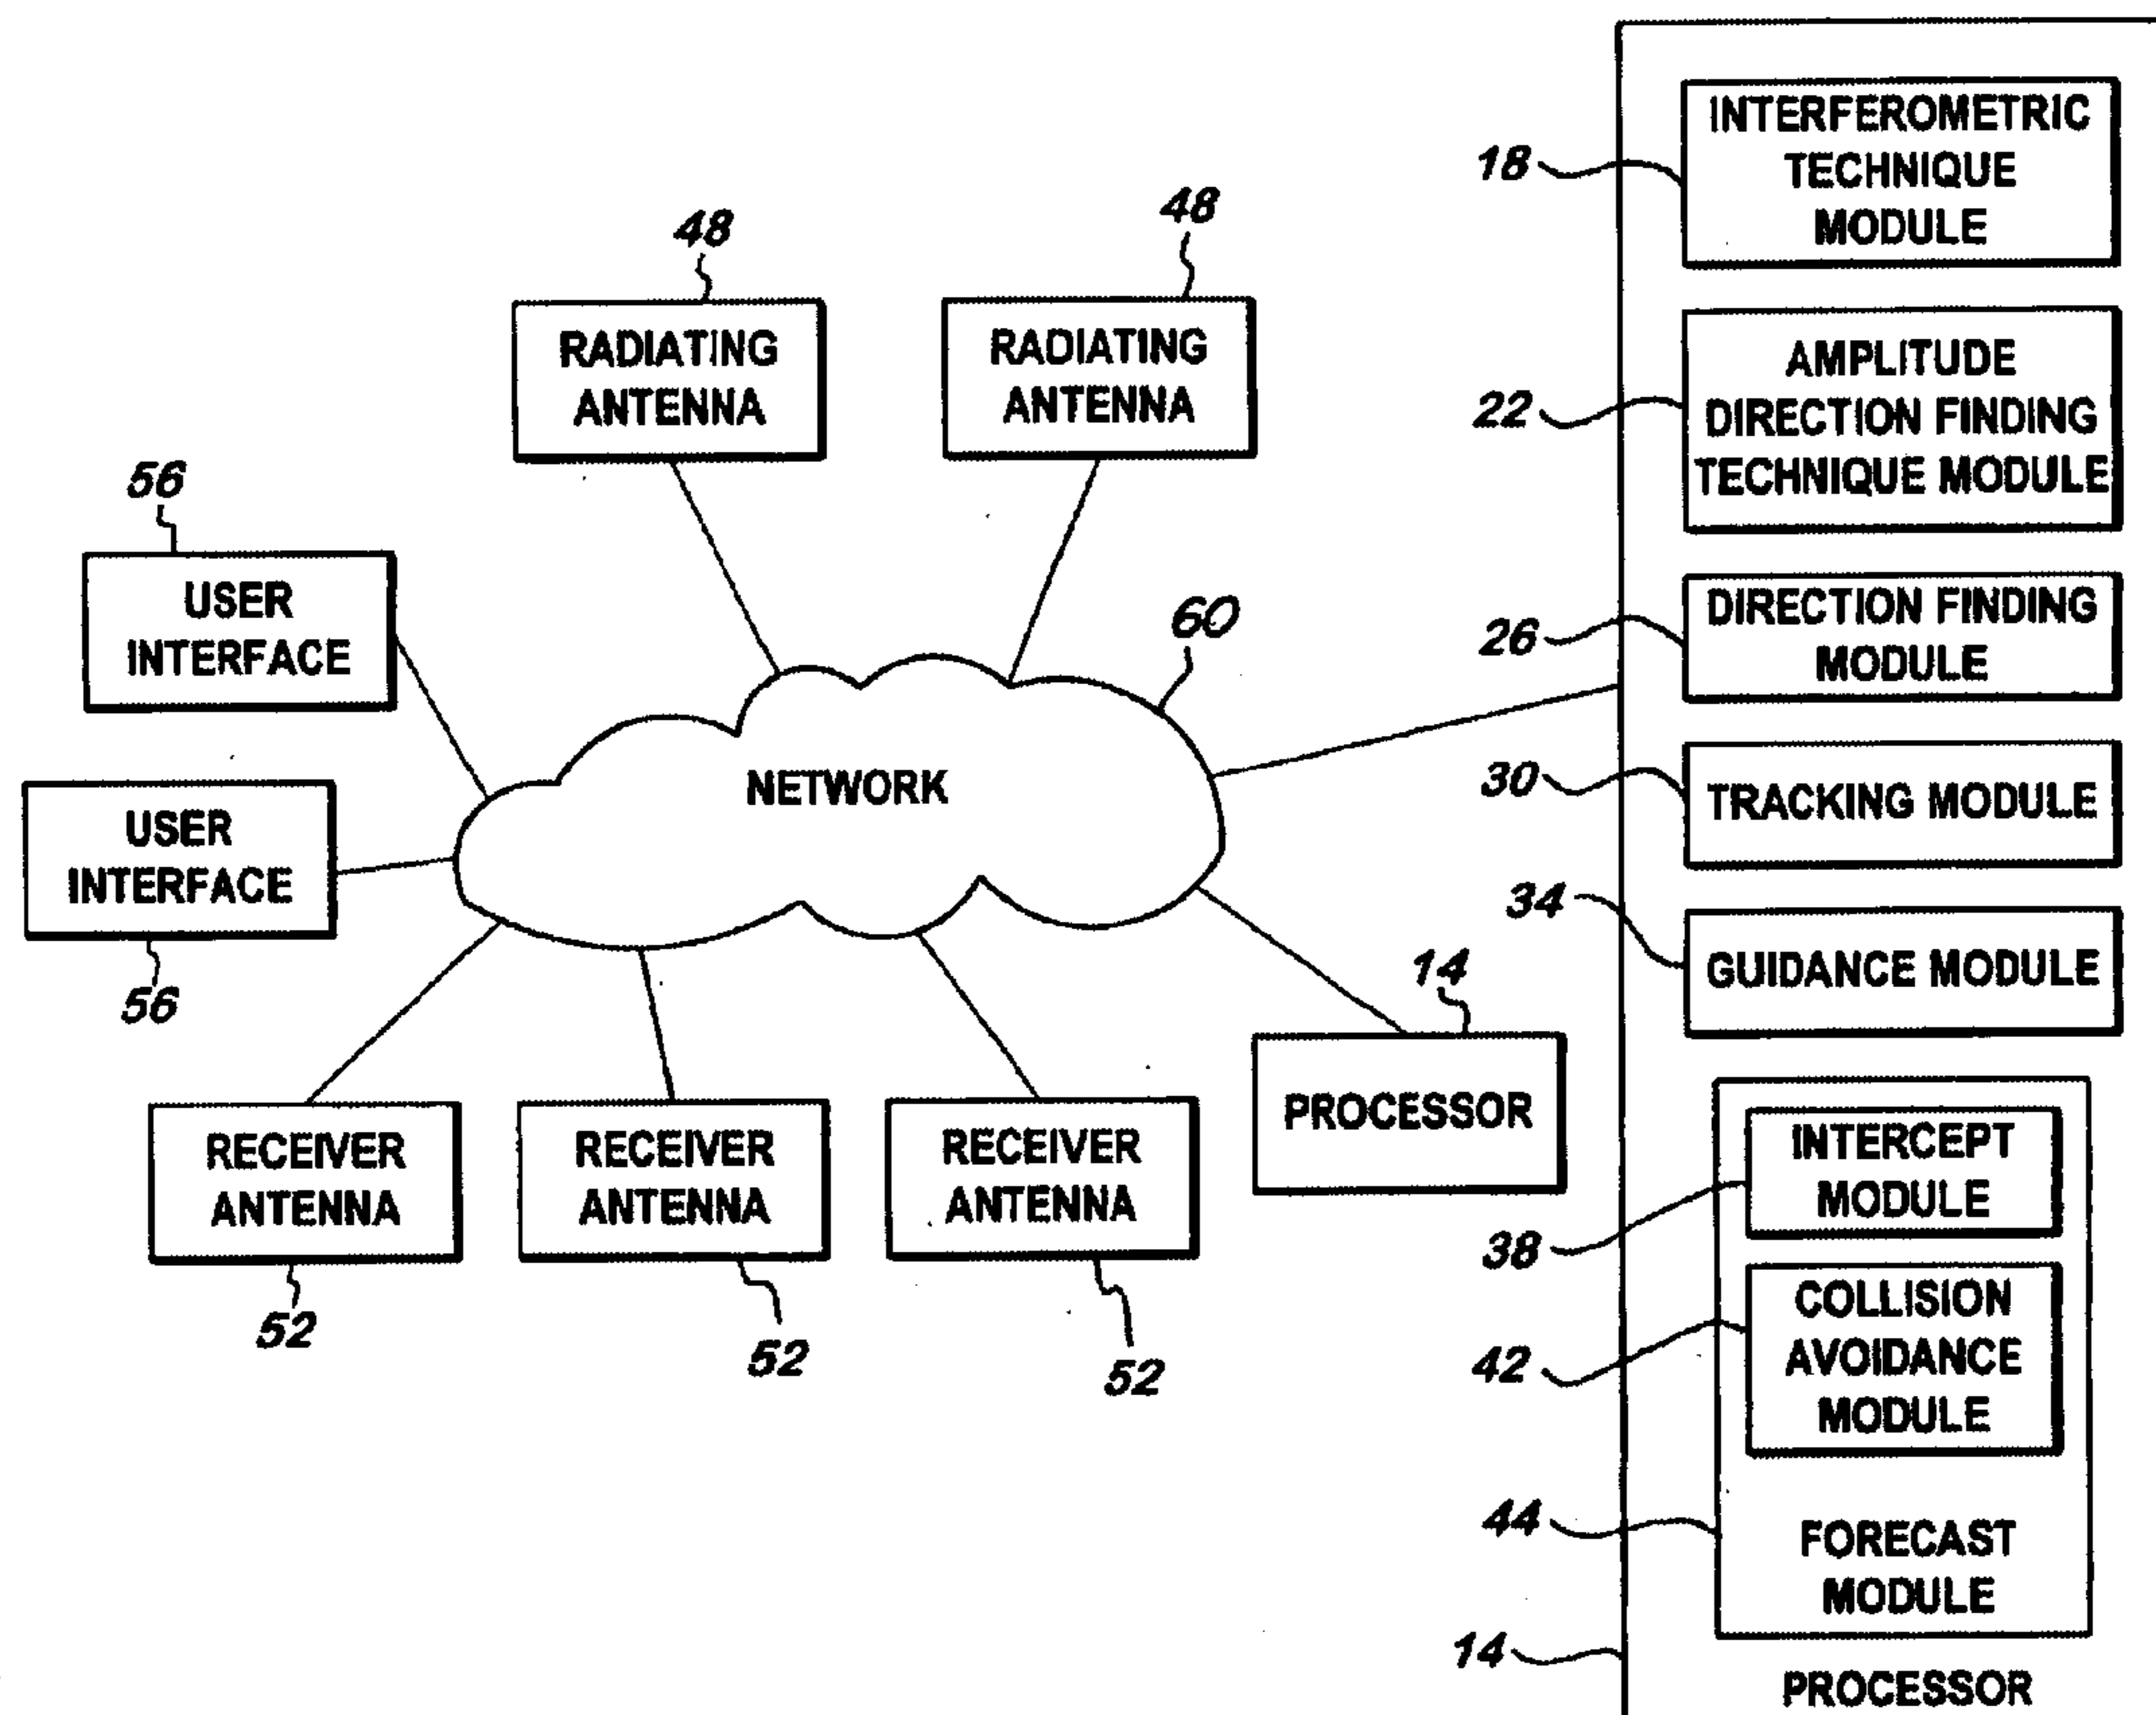 48
RADIATING
ANTENNA
48
RADIATING
ANTENNA
56
USER
INTERFACE
USER
INTERFACE
56
60
NETWORK
RECEIVER
ANTENNA
52
RECEIVER
ANTENNA
52
RECEIVER
ANTENNA
52
14
PROCESSOR
18
INTERFEROMETRIC
TECHNIQUE
MODULE
22
AMPLITUDE
DIRECTION FINDING
TECHNIQUE MODULE
26
DIRECTION FINDING
MODULE
30
TRACKING MODULE
34
GUIDANCE MODULE
38
INTERCEPT
MODULE
42
COLLISION
AVOIDANCE
MODULE
44
FORECAST
MODULE
14
PROCESSOR